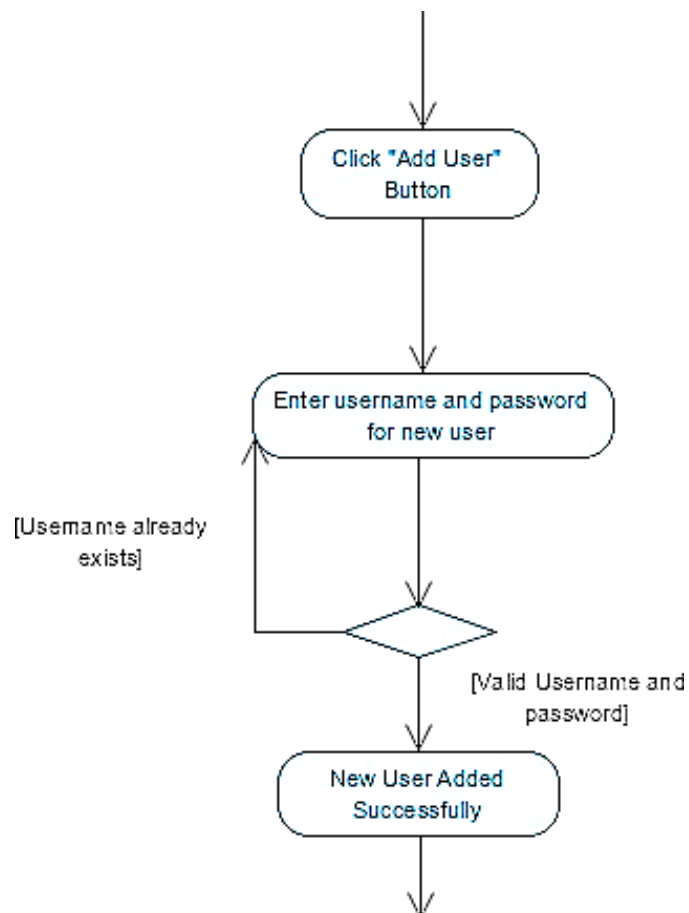 Click "Add User"
Button
Enter username and password
for new user
[Username already
exists]
[Valid Username and
password]
New User Added
Successfully